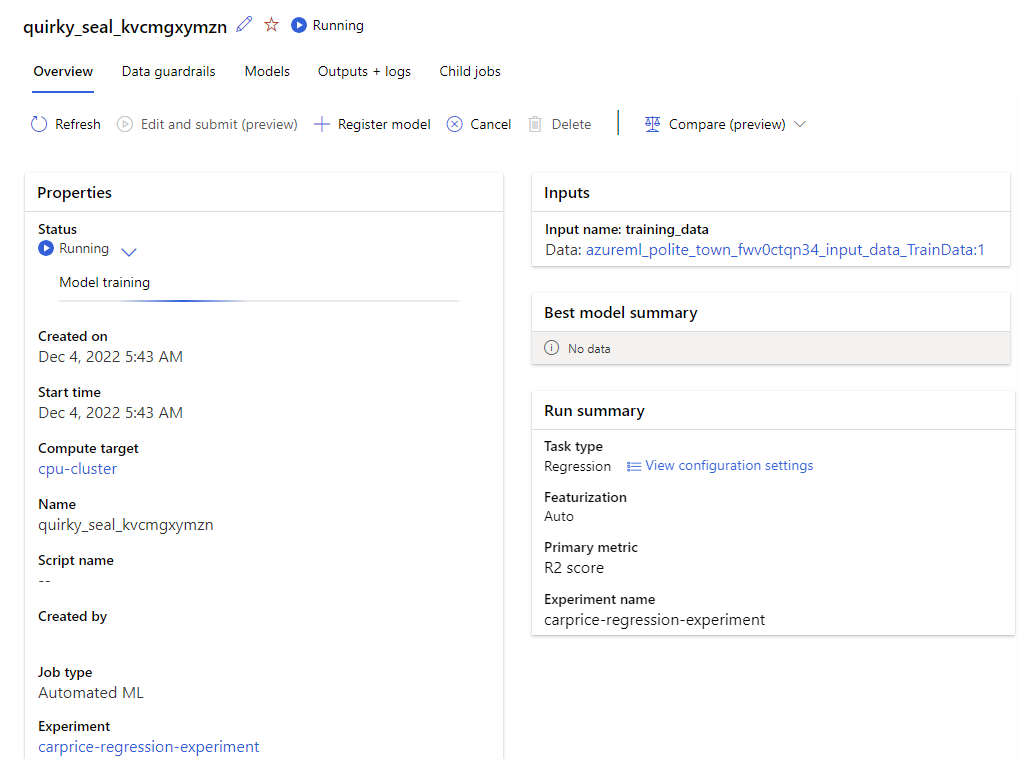 quirky_seal_kvcmgxymzn Running
Overview Data guardrails Models Outputs + logs Child jobs
Refresh Edit and submit (preview) Register model Cancel Delete Compare (preview)
Properties
Status
Running
Model training
Created on
Dec 4, 2022 5:43 AM
Start time
Dec 4, 2022 5:43 AM
Compute target
cpu-cluster
Name
quirky_seal_kvcmgxymzn
Script name
--
Created by
Job type
Automated ML
Experiment
carprice-regression-experiment
Inputs
Input name: training_data
Data: azureml_polite_town_fwv0ctqn34_input_data_TrainData:1
Best model summary
No data
Run summary
Task type
Regression View configuration settings
Featurization
Auto
Primary metric
R2 score
Experiment name
carprice-regression-experiment